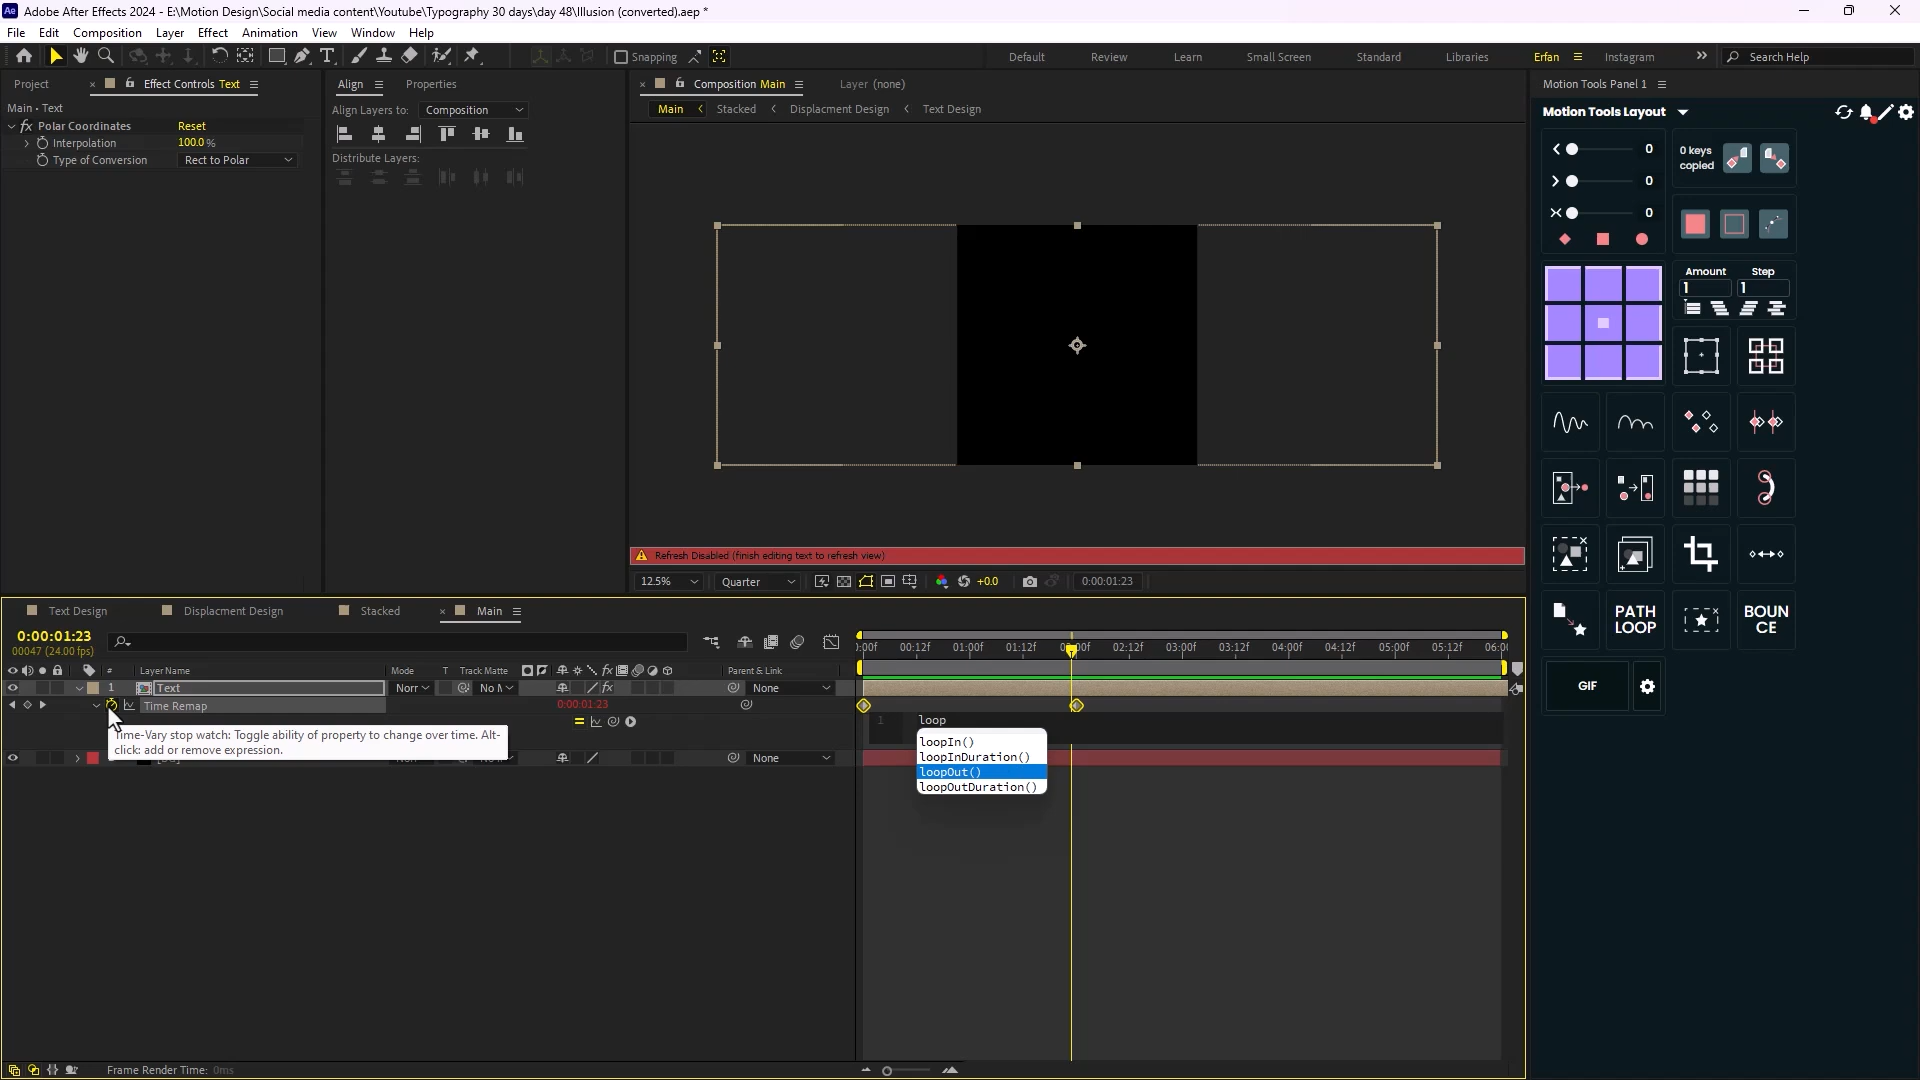 Adobe After Effects 2024 - E:\Motion Design\Social media content\Youtube\Typography 30 days\day 48\Illusion (converted).aep *
File Edit Composition Layer Effect Animation View Window Help
Snapping
Default Review Learn Small Screen Standard Libraries Erfan Instagram Search Help
Project Effect Controls Text Align Properties Composition Main Layer (none) Motion Tools Panel 1
Main • Text
fx Polar Coordinates Reset
Interpolation 100.0 %
Type of Conversion Rect to Polar
Align Layers to: Composition
Distribute Layers:
Main Stacked Displacment Design Text Design
Motion Tools Layout
0
0
0
0 keys copied
Amount Step
1 1
PATH LOOP
BOUN CE
GIF
Refresh Disabled (finish editing text to refresh view)
12.5% Quarter +0.0 0:00:01:23
Text Design Displacment Design Stacked Main
0:00:01:23
00047 (24.00 fps)
:00f 00:12f 01:00f 01:12f 02:12f 03:00f 03:12f 04:00f 04:12f 05:00f 05:12f 06:00
# Layer Name Mode T Track Matte Parent & Link
1 Text Norr No M None
Time Remap 0:00:01:23
1 loop
Time-Vary stop watch: Toggle ability of property to change over time. Alt-
click: add or remove expression.
None
loopIn()
loopInDuration()
loopOut()
loopOutDuration()
Frame Render Time: 0ms